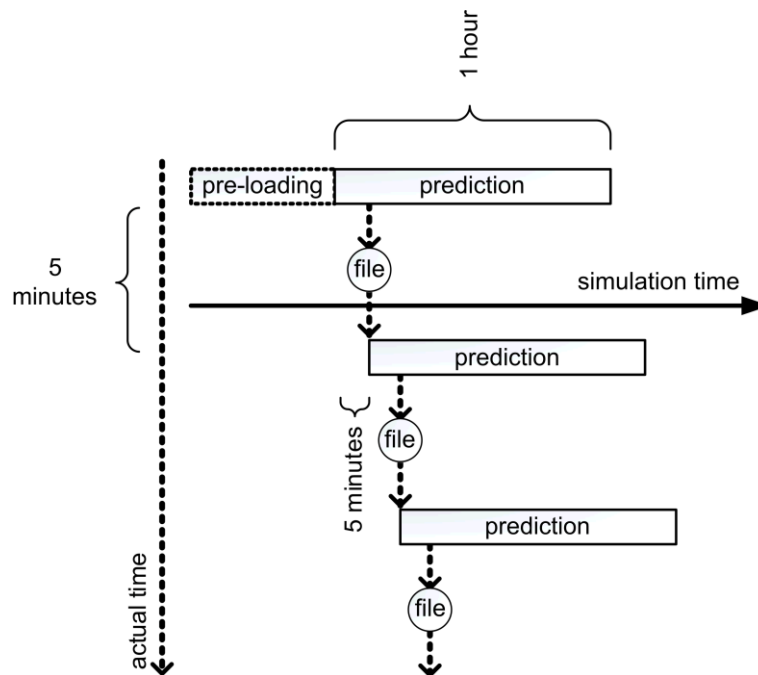 1 hour
pre-loading
prediction
file
5
minutes
simulation time
prediction
5 minutes
file
prediction
file
actual time